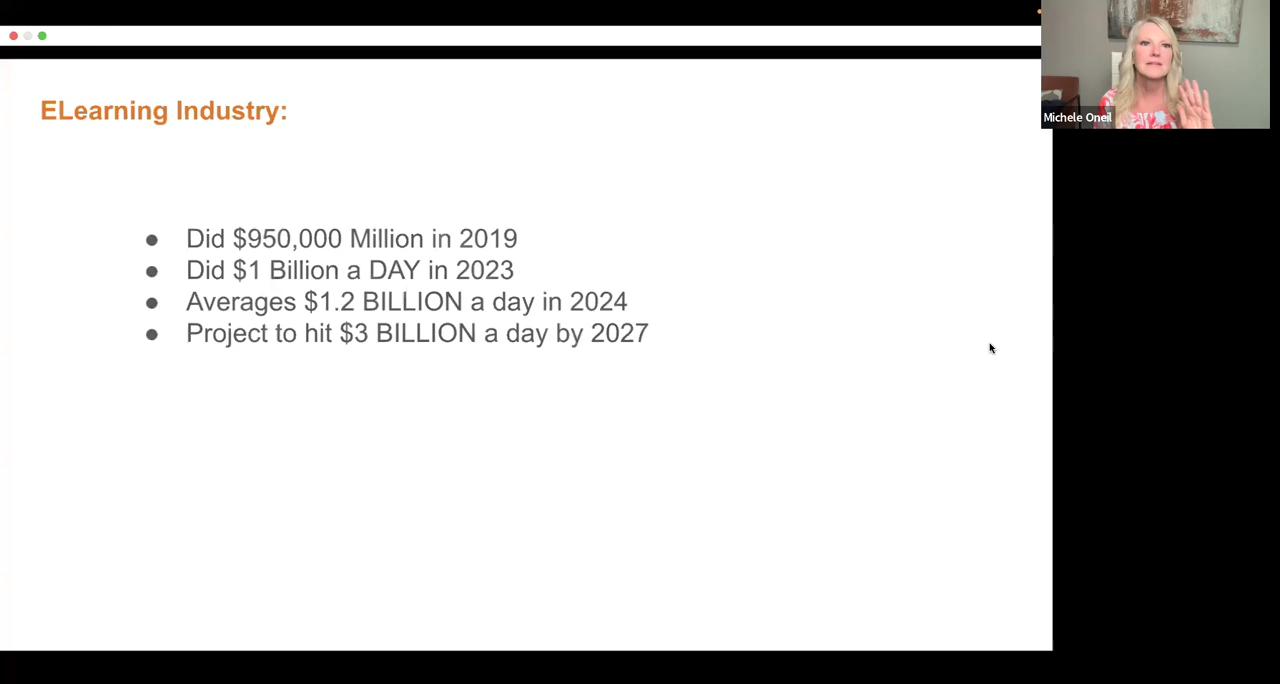 ELearning Industry:
● Did $950,000 Million in 2019
● Did $1 Billion a DAY in 2023
● Averages $1.2 BILLION a day in 2024
● Project to hit $3 BILLION a day by 2027
Michele Oneil